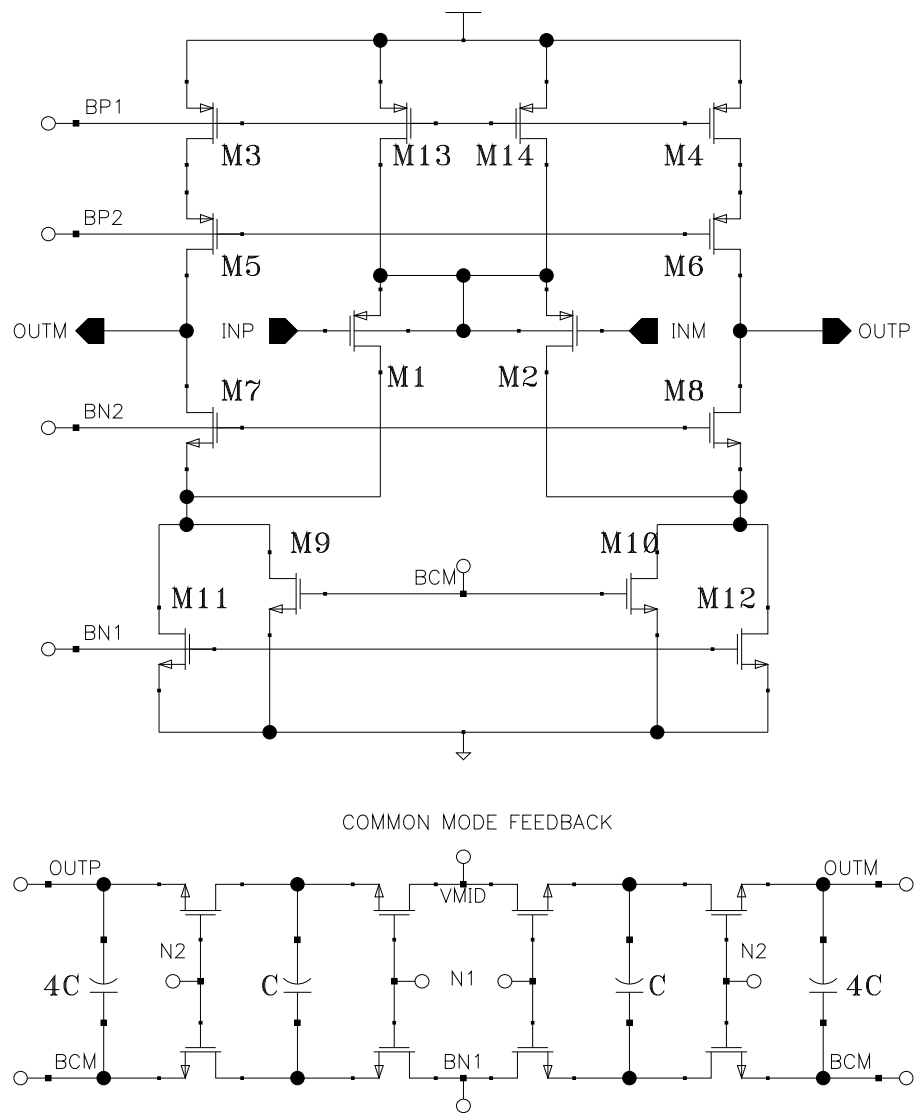 BP1
M3 M13 M14 M4
BP2
M5 M6
OUTM INP INM OUTP
M1 M2
M7 M8
BN2
M9 M10
BCM
M11 M12
BN1
COMMON MODE FEEDBACK
OUTP VMID OUTM
N2 N1 N2
4C C C 4C
BCM BN1 BCM